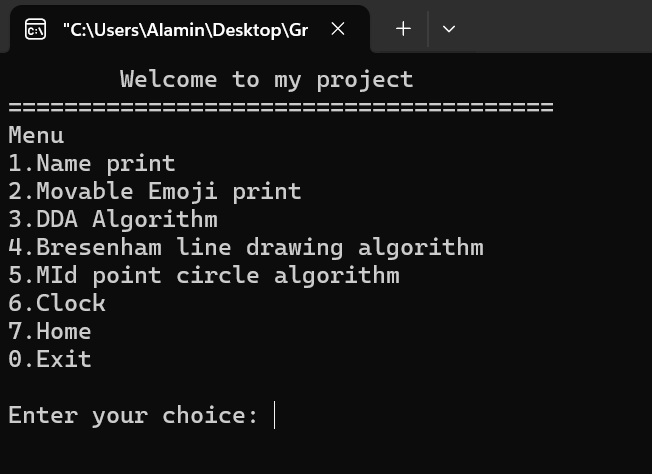 "C:\Users\Alamin\Desktop\Gr
Welcome to my project
=======================================
Menu
1.Name print
2.Movable Emoji print
3.DDA Algorithm
4.Bresenham line drawing algorithm
5.MId point circle algorithm
6.Clock
7.Home
0.Exit
Enter your choice: